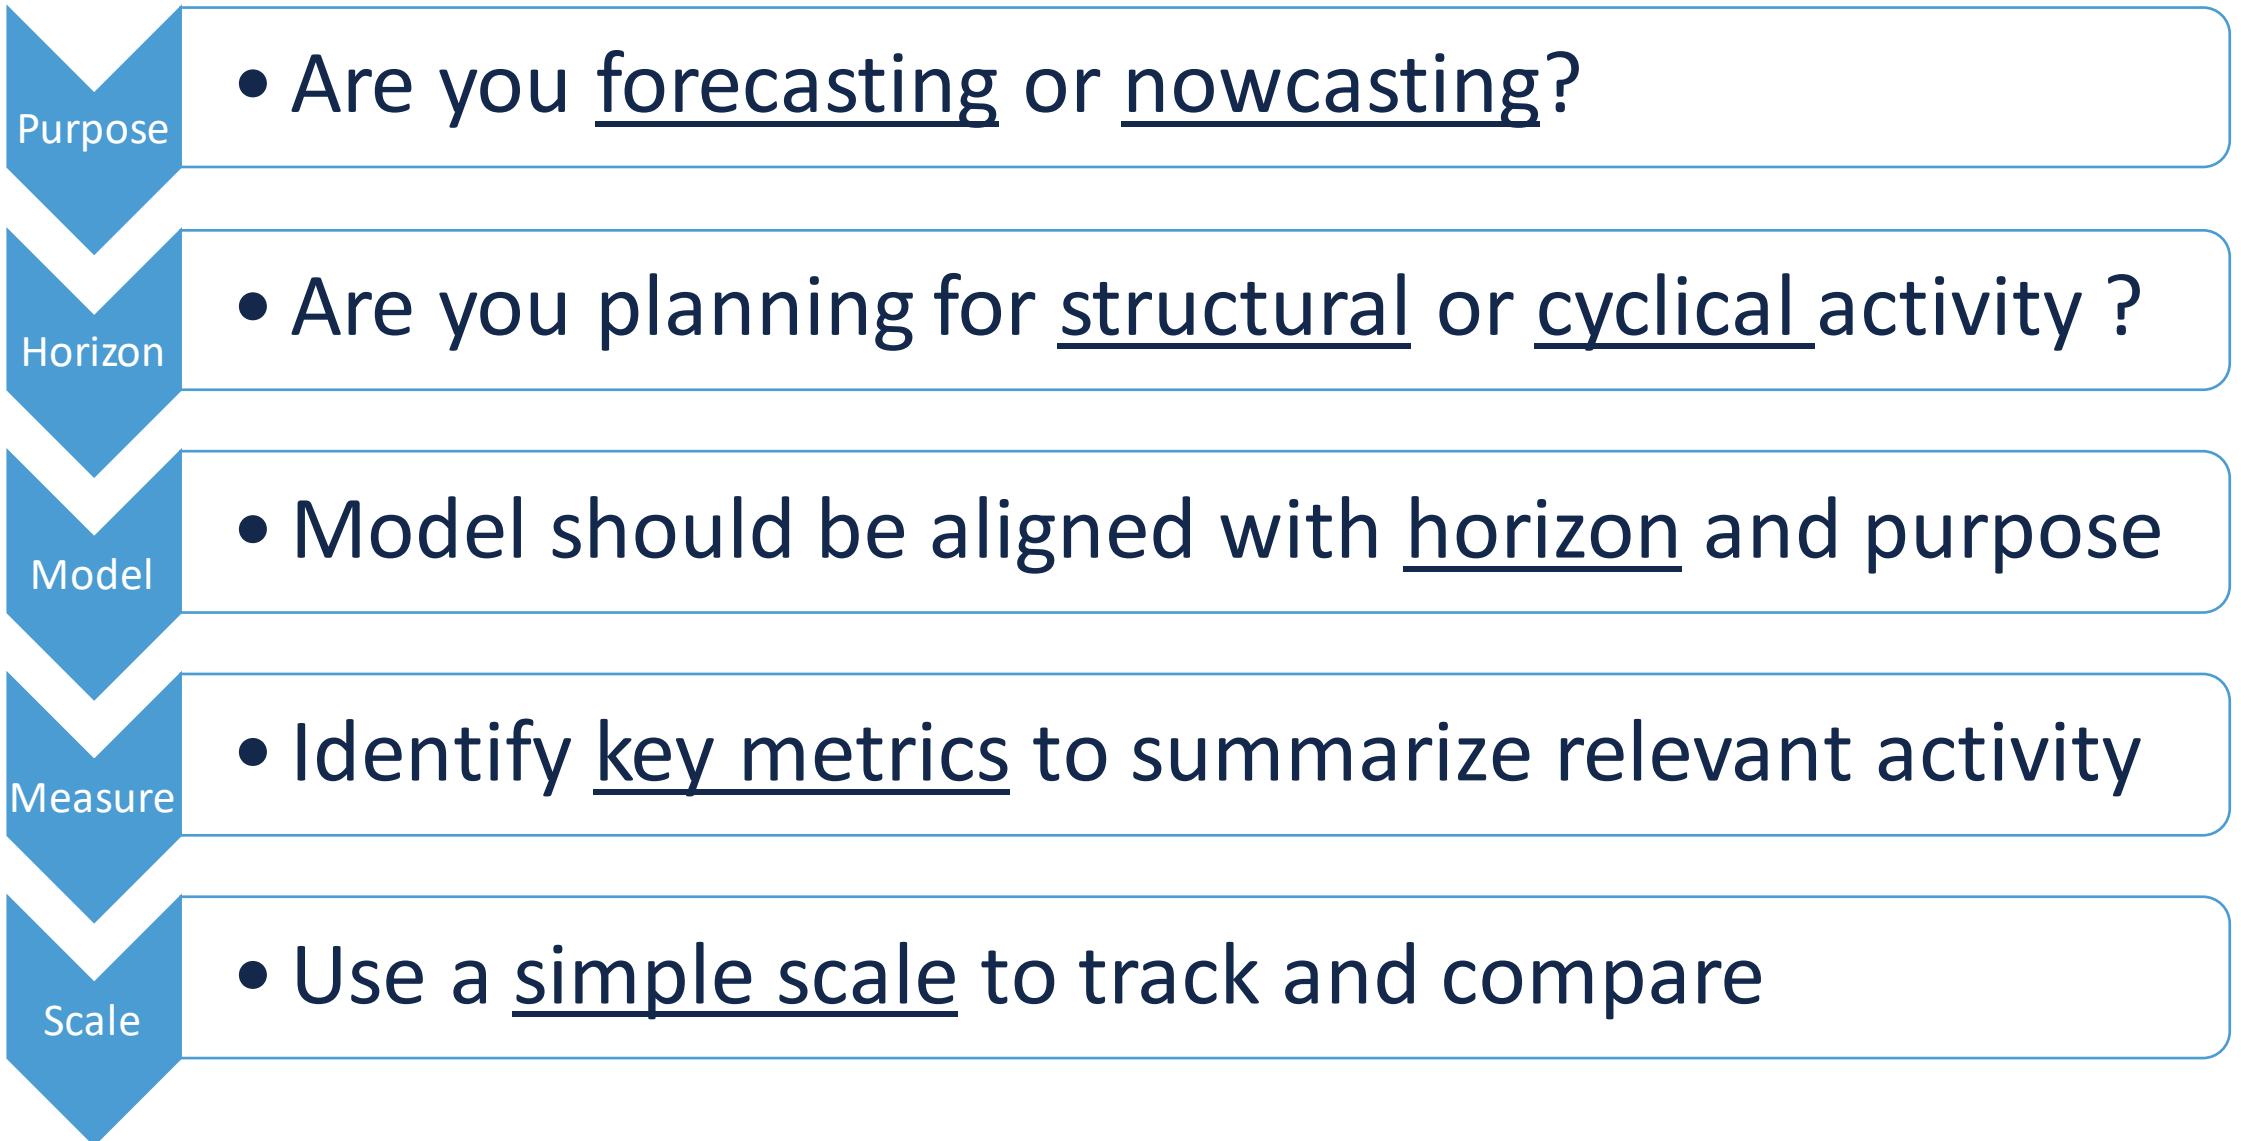 Purpose
• Are you forecasting or nowcasting?
Horizon
• Are you planning for structural or cyclical activity ?
Model
• Model should be aligned with horizon and purpose
Measure
• Identify key metrics to summarize relevant activity
Scale
• Use a simple scale to track and compare